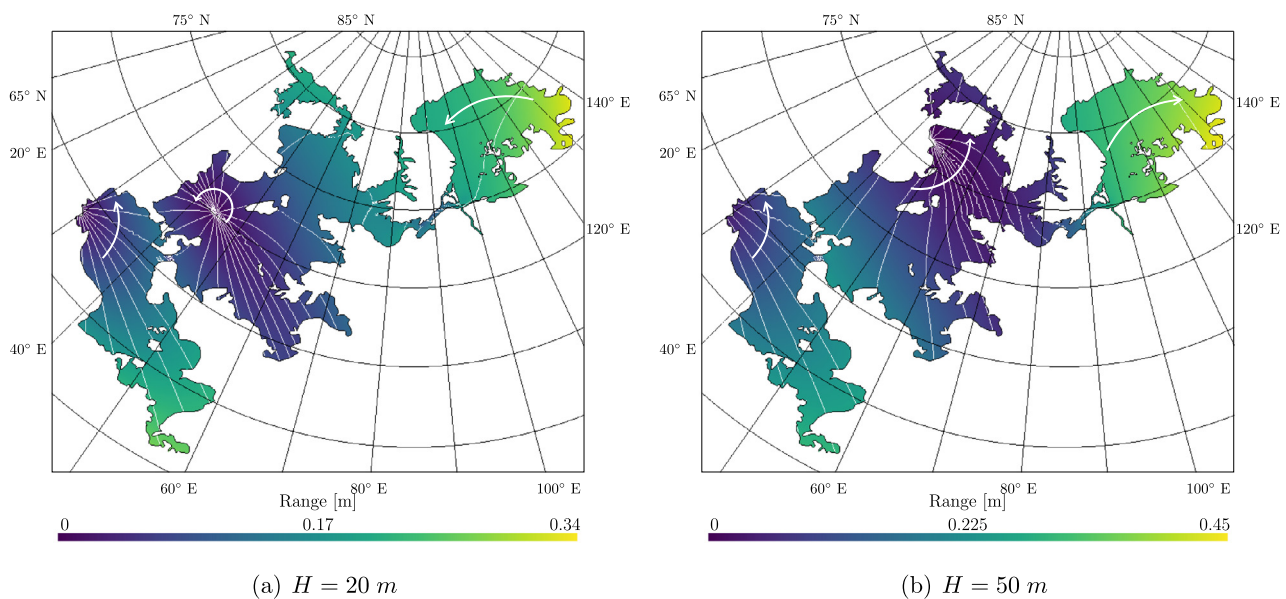 75° N 85° N
65° N
20° E
40° E
140° E
120° E
60° E 80° E 100° E
Range [m]
0 0.17 0.34
(a) H = 20 m
75° N 85° N
65° N
20° E
40° E
140° E
120° E
60° E 80° E 100° E
Range [m]
0 0.225 0.45
(b) H = 50 m